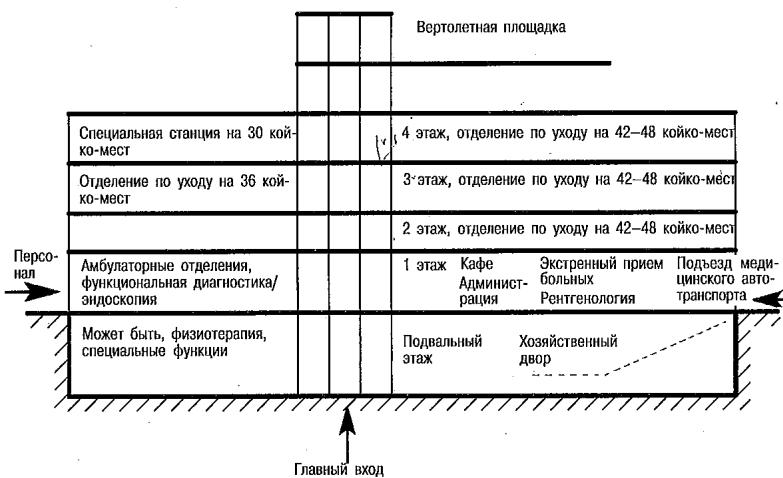 Вертолетная площадка
Специальная станция на 30 кой-
ко-мест
4 этаж, отделение по уходу на 42–48 койко-мест
Отделение по уходу на 36 кой-
ко-мест
3 этаж, отделение по уходу на 42–48 койко-мест
2 этаж, отделение по уходу на 42–48 койко-мест
Персо-
нал
Амбулаторные отделения,
функциональная диагностика/
эндоскопия
1 этаж
Кафе
Админист-
рация
Экстренный прием
больных
Рентгенология
Подъезд меди-
цинского авто-
транспорта
Может быть, физиотерапия,
специальные функции
Подвальный
этаж
Хозяйственный
двор
Главный вход